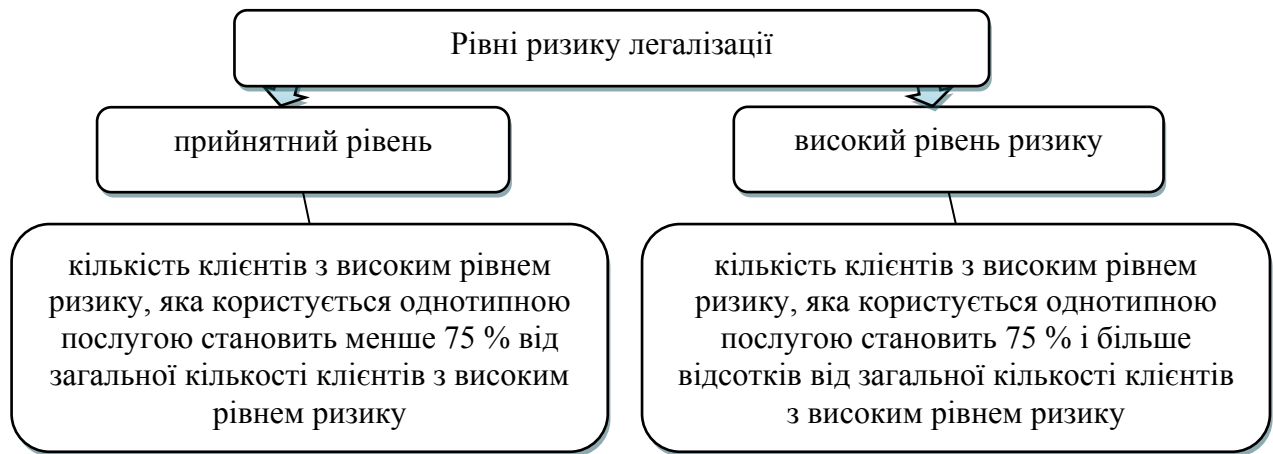 Рівні ризику легалізації
прийнятний рівень
високий рівень ризику
кількість клієнтів з високим рівнем
ризику, яка користується однотипною
послугою становить менше 75 % від
загальної кількості клієнтів з високим
рівнем ризику
кількість клієнтів з високим рівнем
ризику, яка користується однотипною
послугою становить 75 % і більше
відсотків від загальної кількості клієнтів
з високим рівнем ризику